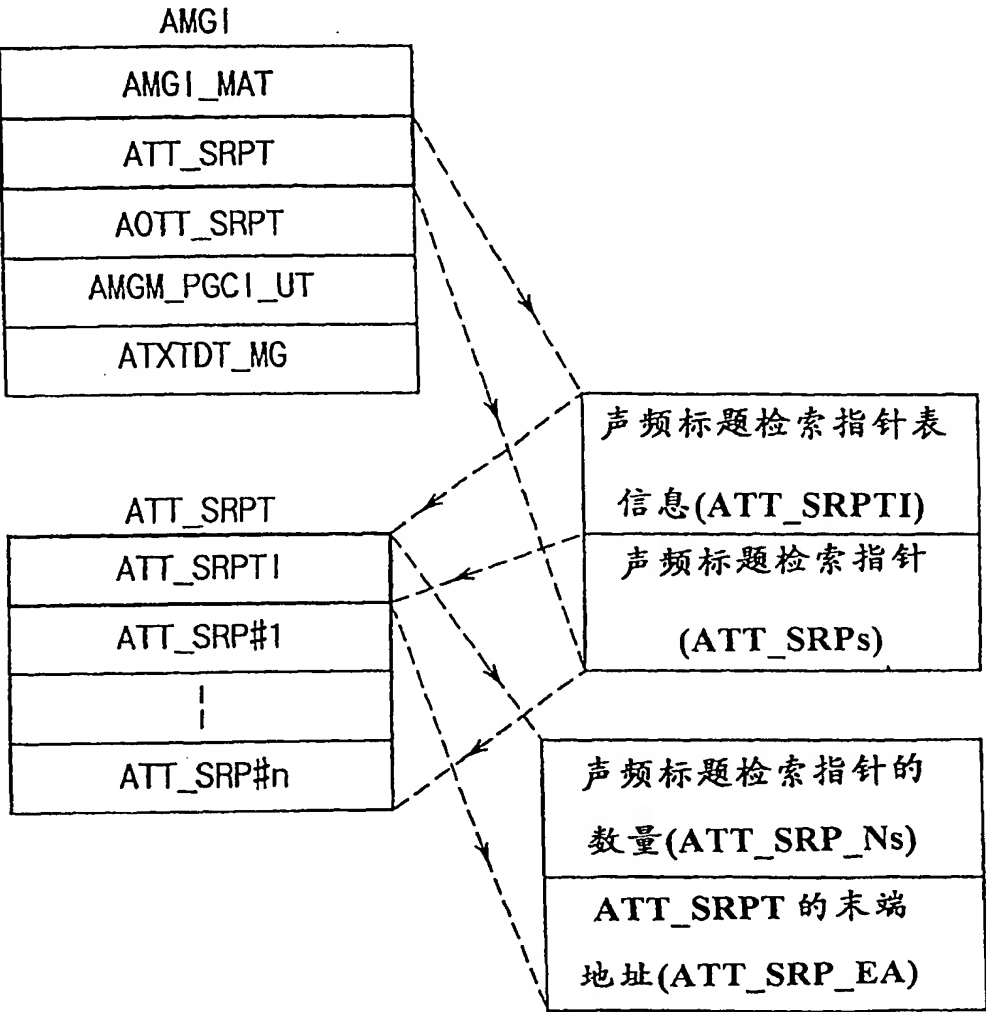 AMGI
AMGI_MAT
ATT_SRPT
AOTT_SRPT
AMGM_PGCI_UT
ATXTDT_MG
声频标题检索指针表
信息(ATT_SRPTI)
声频标题检索指针
(ATT_SRPs)
ATT_SRPT
ATT_SRPTI
ATT_SRP#1
ATT_SRP#n
声频标题检索指针的
数量(ATT_SRP_Ns)
ATT_SRPT 的末端
地址(ATT_SRP_EA)